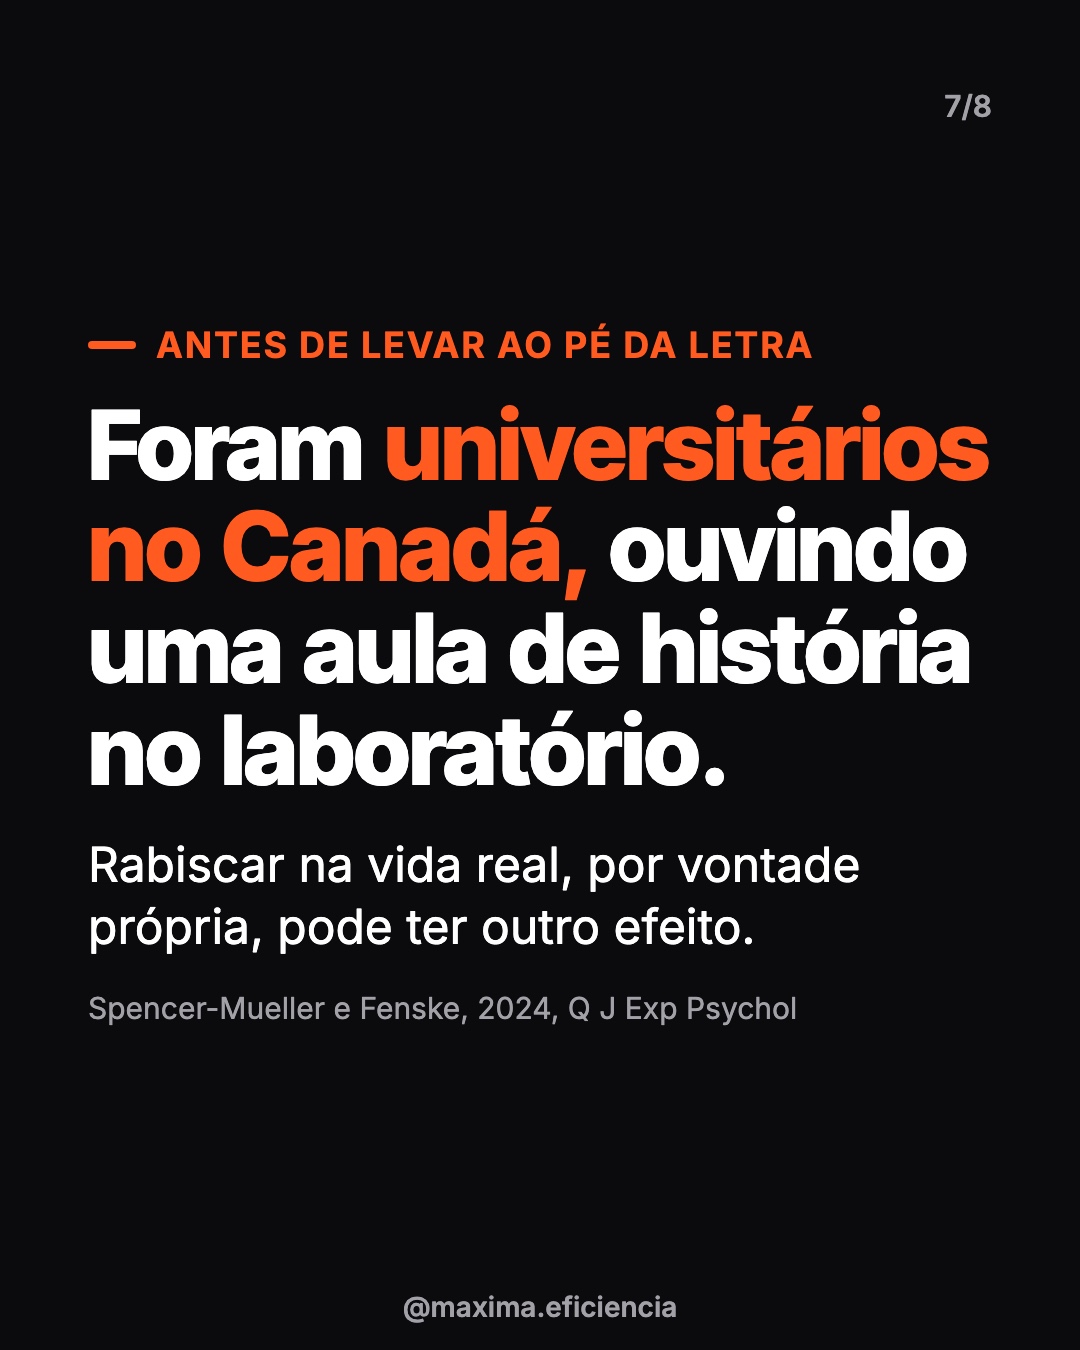 7/8
ANTES DE LEVAR AO PÉ DA LETRA
Foram universitários
no Canadá, ouvindo
uma aula de história
no laboratório.
Rabiscar na vida real, por vontade
própria, pode ter outro efeito.
Spencer-Mueller e Fenske, 2024, Q J Exp Psychol
@maxima.eficiencia